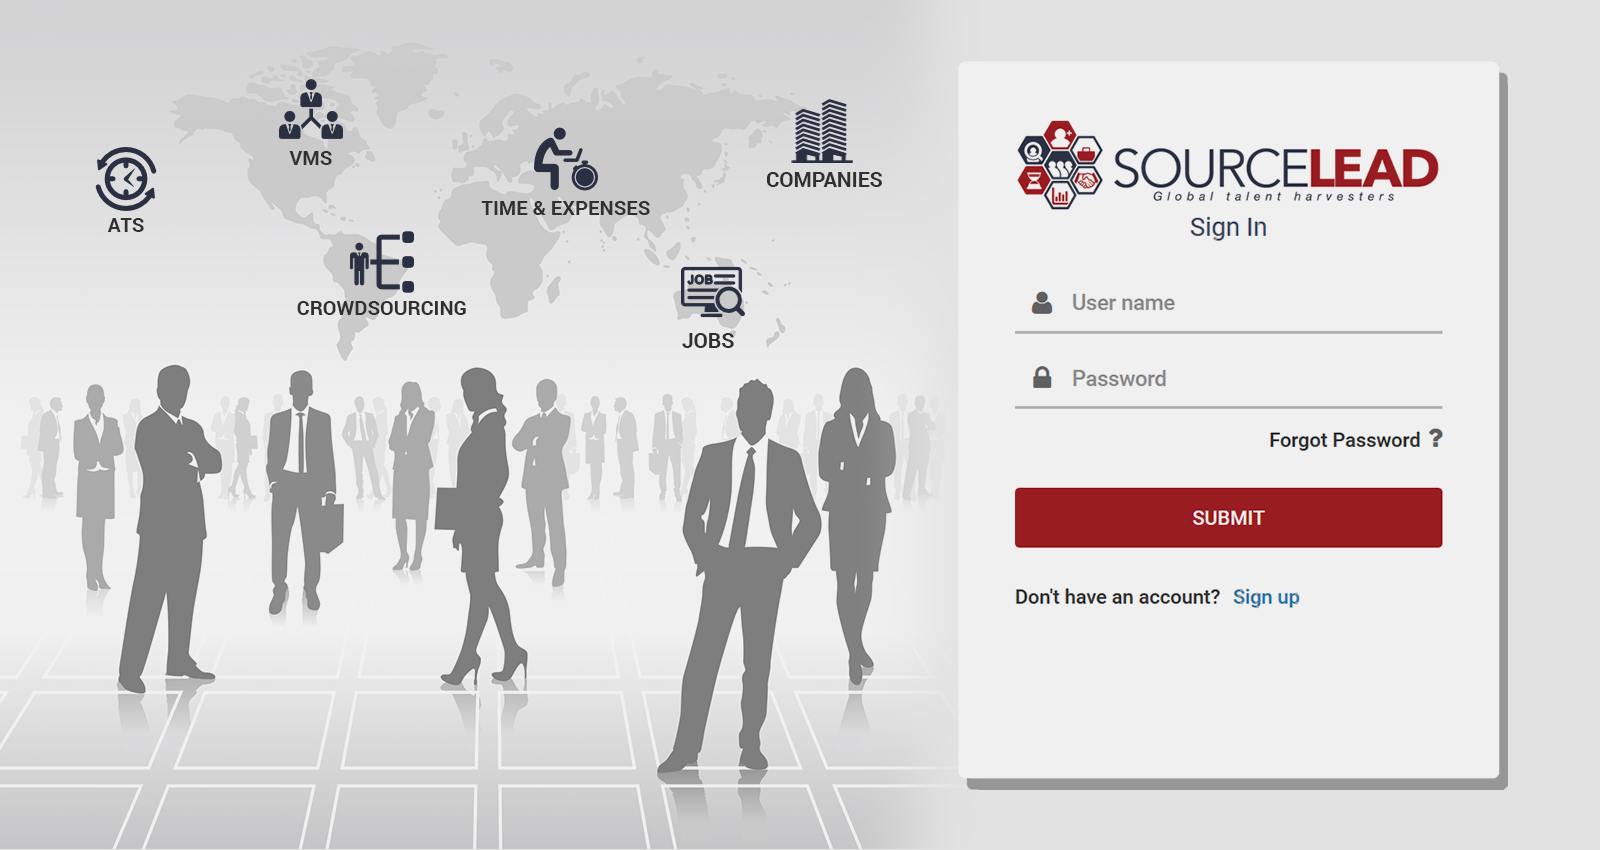 VMS
ATS
TIME & EXPENSES
COMPANIES
CROWDSOURCING
JOB
JOBS
SOURCELEAD
Global talent harvesters
Sign In
User name
Password
Forgot Password ?
SUBMIT
Don't have an account? Sign up